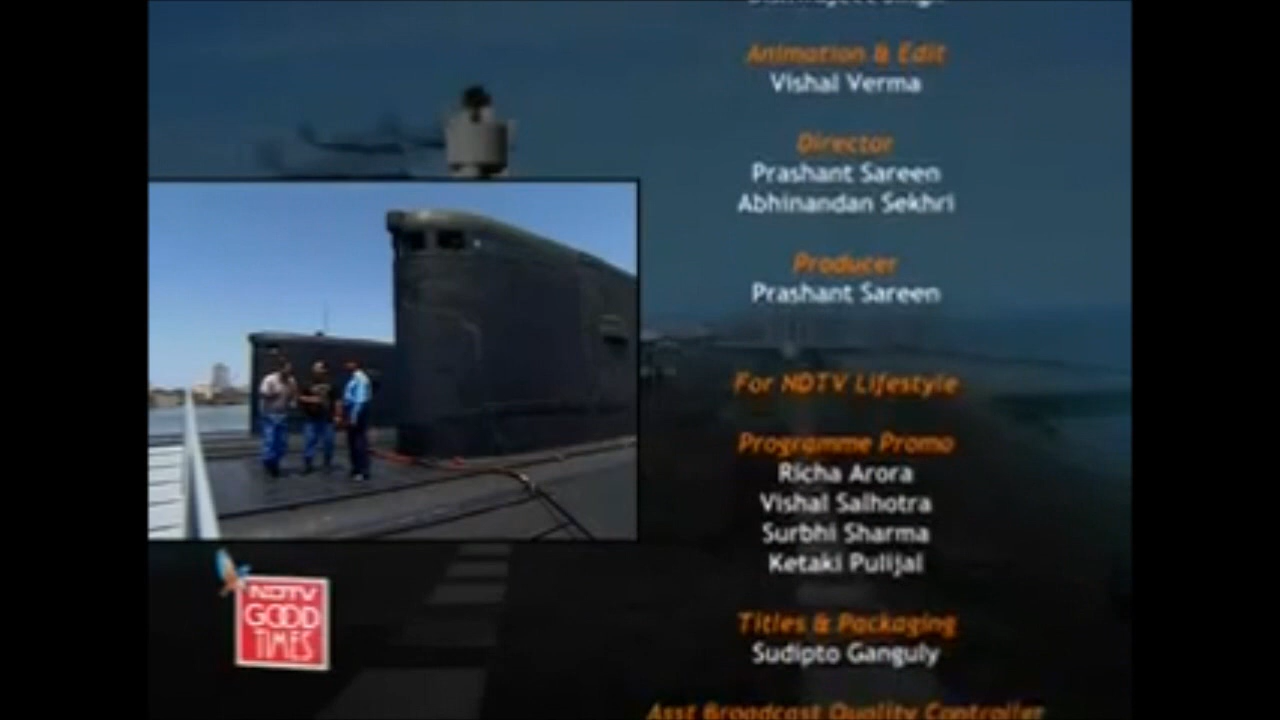 Animation & Edit
Vishal Verma
Director
Prashant Sareen
Abhinandan Sekhri
Producer
Prashant Sareen
For NDTV Lifestyle
Programme Promo
Richa Arora
Vishal Salhotra
Surbhi Sharma
Ketaki Pulijal
Titles & Packaging
Sudipto Ganguly
Asst Broadcast Quality Controller
NDTV
GOOD
TIMES